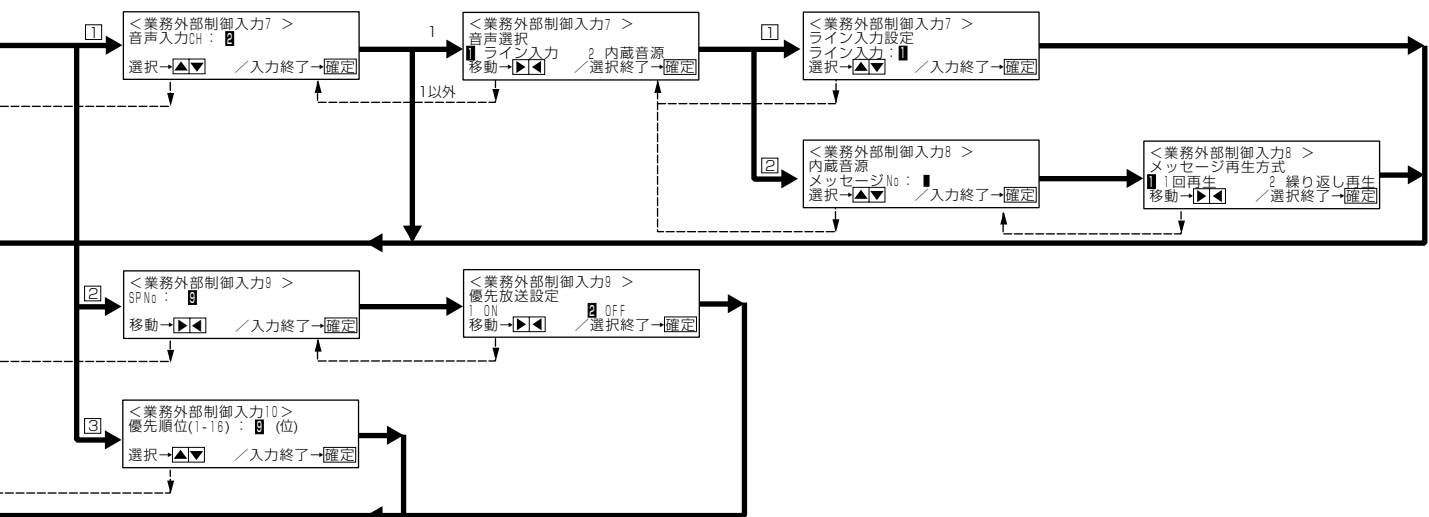 1
＜業務外部制御入力7 ＞
音声入力CH： 2
選択→▲▼ ／入力終了→確定
1
＜業務外部制御入力7 ＞
音声選択
1 ライン入力 2 内蔵音源
移動→▶◀ ／選択終了→確定
1以外
1
＜業務外部制御入力7 ＞
ライン入力設定
ライン入力：1
選択→▲▼ ／入力終了→確定
2
＜業務外部制御入力8 ＞
内蔵音源
メッセージNo：
選択→▲▼ ／入力終了→確定
＜業務外部制御入力8 ＞
メッセージ再生方式
1 1回再生 2 繰り返し再生
移動→▶◀ ／選択終了→確定
2
＜業務外部制御入力9 ＞
SPNo： 9
移動→▶◀ ／入力終了→確定
＜業務外部制御入力9 ＞
優先放送設定
1 ON 2 OFF
移動→▶◀ ／選択終了→確定
3
＜業務外部制御入力10＞
優先順位(1-16)： 9 (位)
選択→▲▼ ／入力終了→確定